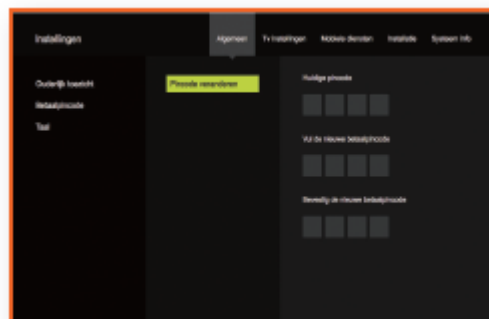 Instellingen
Algemeen Tv Instellingen Mobiele diensten Installatie Systeem Info
Ouderlijk toezicht
Betaalpincode
Taal
Pincode veranderen
Huidige pincode
Vul de nieuwe betaalpincode
Bevestig de nieuwe betaalpincode